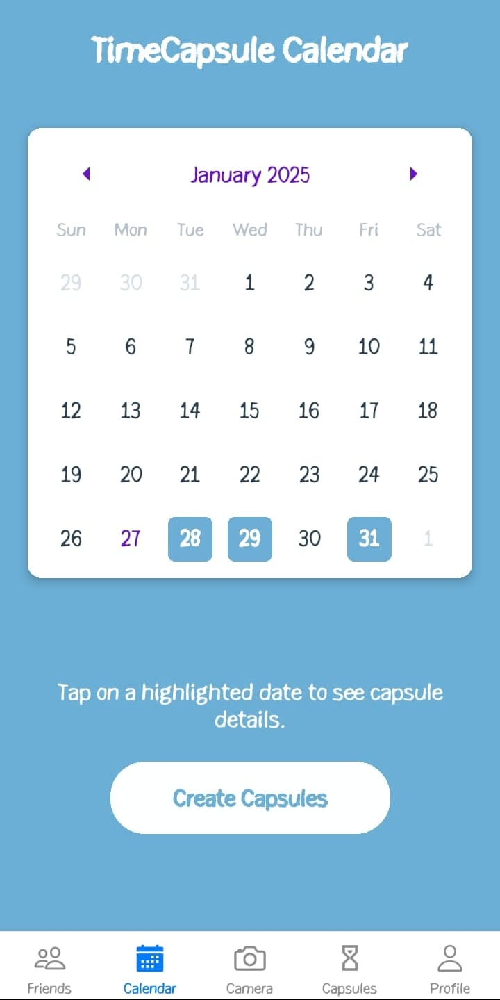 TimeCapsule Calendar
January 2025
Sun Mon Tue Wed Thu Fri Sat
29 30 31 1 2 3 4
5 6 7 8 9 10 11
12 13 14 15 16 17 18
19 20 21 22 23 24 25
26 27 28 29 30 31 1
Tap on a highlighted date to see capsule
details.
Create Capsules
Friends Calendar Camera Capsules Profile